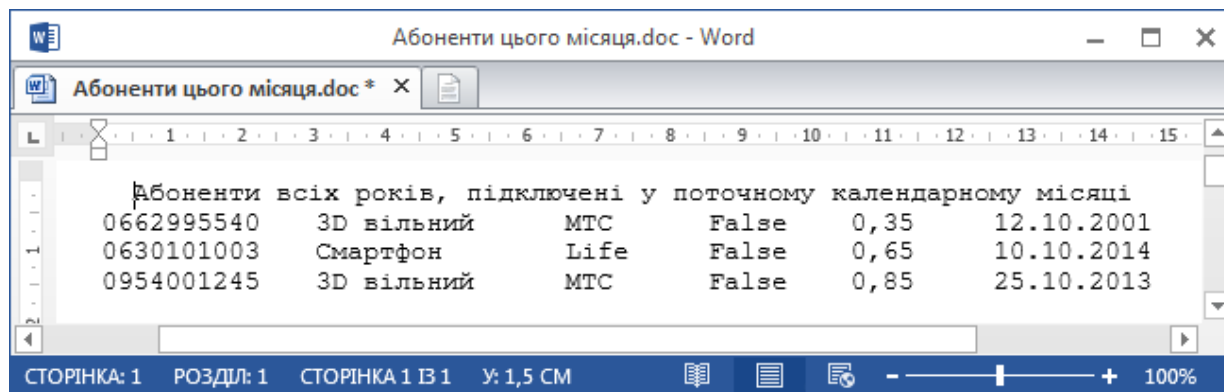 Абоненти цього місяця.doc - Word
Абоненти цього місяця.doc *
1 2 3 4 5 6 7 8 9 10 11 12 13 14 15
Абоненти всіх років, підключені у поточному календарному місяці
0662995540 3D вільний МТС False 0,35 12.10.2001
0630101003 Смартфон Life False 0,65 10.10.2014
0954001245 3D вільний МТС False 0,85 25.10.2013
СТОРІНКА: 1 РОЗДІЛ: 1 СТОРІНКА 1 ІЗ 1 У: 1,5 СМ 100%